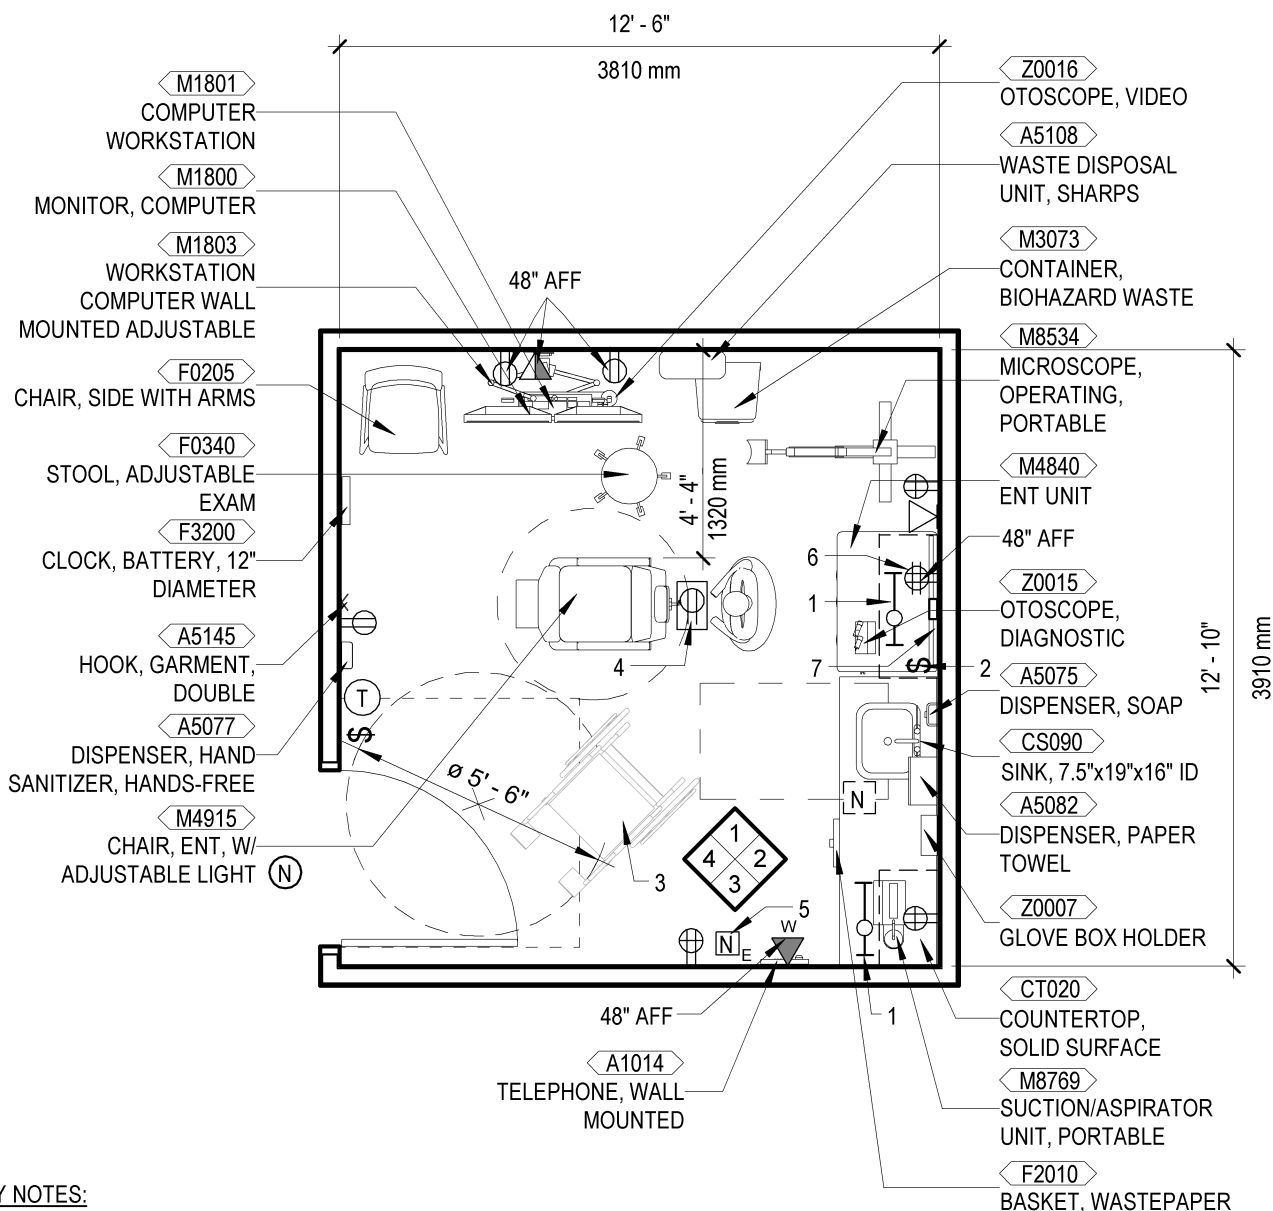 12' - 6"
3810 mm
M1801
COMPUTER
WORKSTATION
M1800
MONITOR, COMPUTER
M1803
WORKSTATION
COMPUTER WALL
MOUNTED ADJUSTABLE
F0205
CHAIR, SIDE WITH ARMS
F0340
STOOL, ADJUSTABLE
EXAM
F3200
CLOCK, BATTERY, 12"
DIAMETER
A5145
HOOK, GARMENT,
DOUBLE
A5077
DISPENSER, HAND
SANITIZER, HANDS-FREE
M4915
CHAIR, ENT, W/
ADJUSTABLE LIGHT
N
48" AFF
4' - 4"
1320 mm
6
1
4
7
2
T
$
$
ø 5' - 6"
N
1
4 2
3
3
5
N
E
W
48" AFF
1
A1014
TELEPHONE, WALL
MOUNTED
Z0016
OTOSCOPE, VIDEO
A5108
WASTE DISPOSAL
UNIT, SHARPS
M3073
CONTAINER,
BIOHAZARD WASTE
M8534
MICROSCOPE,
OPERATING,
PORTABLE
M4840
ENT UNIT
48" AFF
Z0015
OTOSCOPE,
DIAGNOSTIC
A5075
DISPENSER, SOAP
CS090
SINK, 7.5"x19"x16" ID
A5082
DISPENSER, PAPER
TOWEL
Z0007
GLOVE BOX HOLDER
CT020
COUNTERTOP,
SOLID SURFACE
M8769
SUCTION/ASPIRATOR
UNIT, PORTABLE
F2010
BASKET, WASTEPAPER
12' - 10"
3910 mm
Y NOTES: